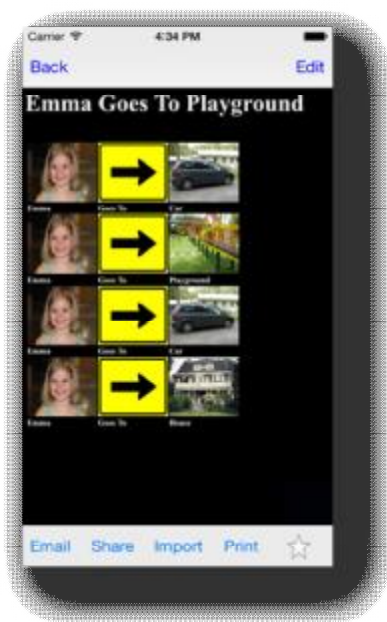 Carrier 4:34 PM
Back Edit
Emma Goes To Playground
Emma Goes To Car
Emma Goes To Playground
Emma Goes To Car
Emma Goes To House
Email Share Import Print